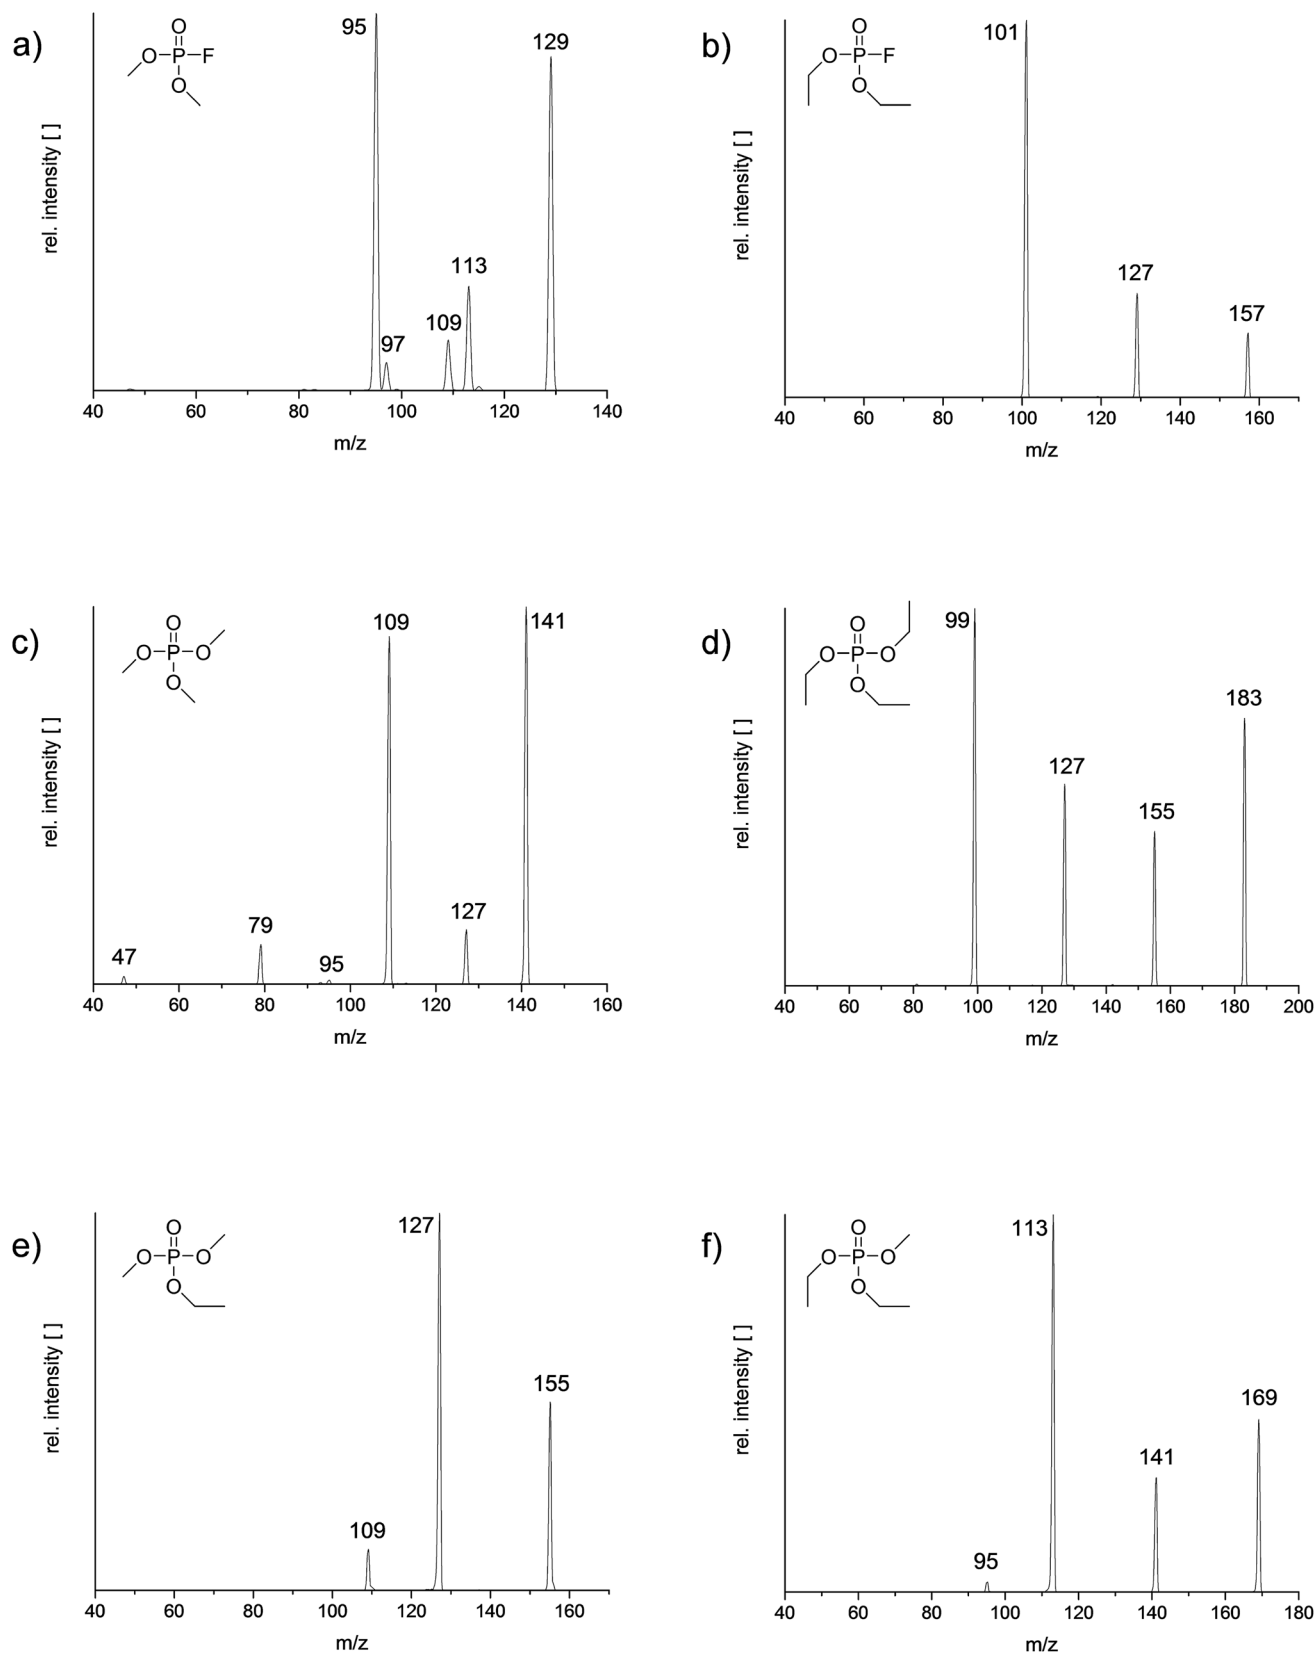 a)
O
O P F
O
95
129
113
109
97
rel. intensity [ ]
40 60 80 100 120 140
m/z
b)
O
O P F
O
101
127
157
rel. intensity [ ]
40 60 80 100 120 140 160
m/z
c)
O
O P O
O
109
141
127
79
95
47
rel. intensity [ ]
40 60 80 100 120 140 160
m/z
d)
O
O P O
O
99
183
127
155
rel. intensity [ ]
40 60 80 100 120 140 160 180 200
m/z
e)
O
O P O
O
127
155
109
rel. intensity [ ]
40 60 80 100 120 140 160
m/z
f)
O
O P O
O
113
169
141
95
rel. intensity [ ]
40 60 80 100 120 140 160 180
m/z